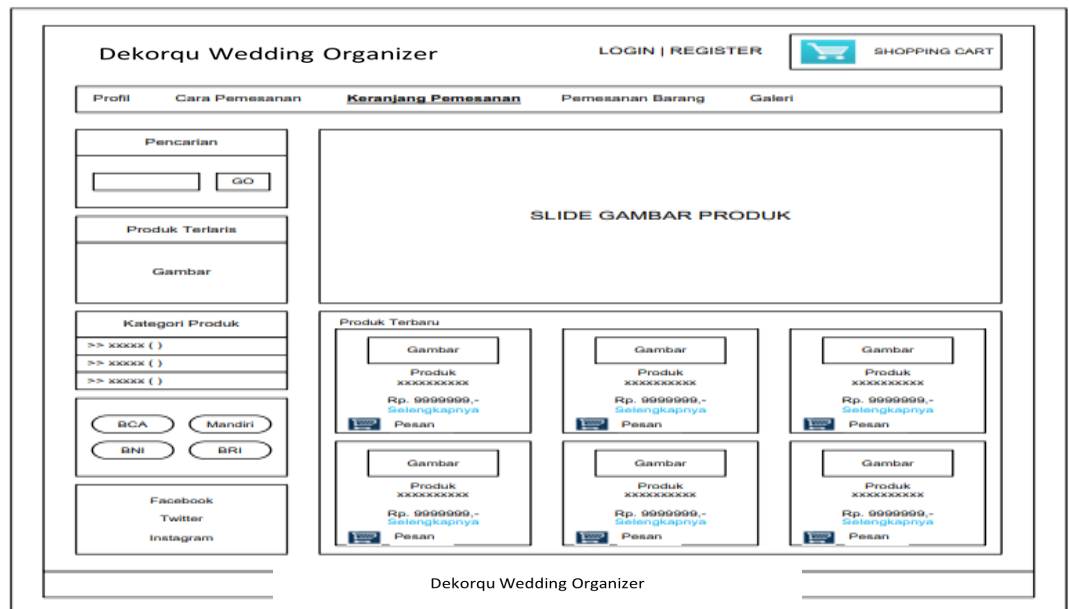 Dekorqu Wedding Organizer
LOGIN | REGISTER
SHOPPING CART
Profil Cara Pemesanan Keranjang Pemesanan Pemesanan Barang Galeri
Pencarian
GO
Produk Terlaris
Gambar
Kategori Produk
>> xxxxx ( )
>> xxxxx ( )
>> xxxxx ( )
BCA Mandiri
BNI BRI
Facebook
Twitter
Instagram
SLIDE GAMBAR PRODUK
Produk Terbaru
Gambar
Produk
xxxxxxxxxx
Rp. 9999999,-
Selengkapnya
Pesan
Gambar
Produk
xxxxxxxxxx
Rp. 9999999,-
Selengkapnya
Pesan
Gambar
Produk
xxxxxxxxxx
Rp. 9999999,-
Selengkapnya
Pesan
Gambar
Produk
xxxxxxxxxx
Rp. 9999999,-
Selengkapnya
Pesan
Gambar
Produk
xxxxxxxxxx
Rp. 9999999,-
Selengkapnya
Pesan
Gambar
Produk
xxxxxxxxxx
Rp. 9999999,-
Selengkapnya
Pesan
Dekorqu Wedding Organizer